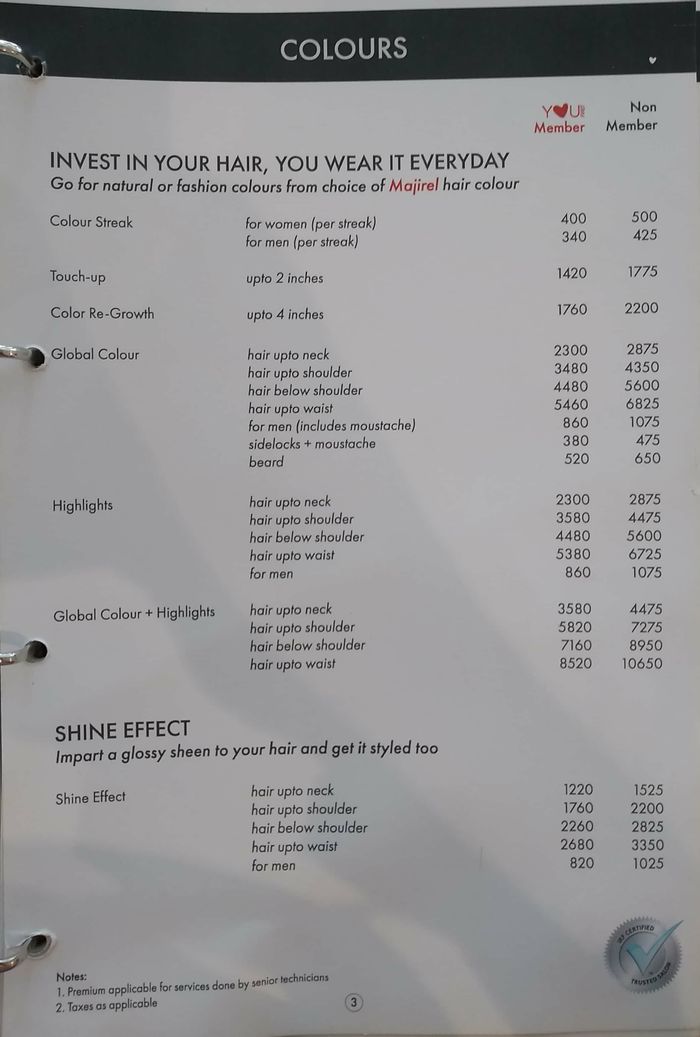 COLOURS
Y♥U Member Non Member
INVEST IN YOUR HAIR, YOU WEAR IT EVERYDAY
Go for natural or fashion colours from choice of Majirel hair colour
Colour Streak for women (per streak) 400 500
for men (per streak) 340 425
Touch-up upto 2 inches 1420 1775
Color Re-Growth upto 4 inches 1760 2200
Global Colour hair upto neck 2300 2875
hair upto shoulder 3480 4350
hair below shoulder 4480 5600
hair upto waist 5460 6825
for men (includes moustache) 860 1075
sidelocks + moustache 380 475
beard 520 650
Highlights hair upto neck 2300 2875
hair upto shoulder 3580 4475
hair below shoulder 4480 5600
hair upto waist 5380 6725
for men 860 1075
Global Colour + Highlights hair upto neck 3580 4475
hair upto shoulder 5820 7275
hair below shoulder 7160 8950
hair upto waist 8520 10650
SHINE EFFECT
Impart a glossy sheen to your hair and get it styled too
Shine Effect hair upto neck 1220 1525
hair upto shoulder 1760 2200
hair below shoulder 2260 2825
hair upto waist 2680 3350
for men 820 1025
CERTIFIED
TRUSTED SALON
Notes:
1. Premium applicable for services done by senior technicians
2. Taxes as applicable
3